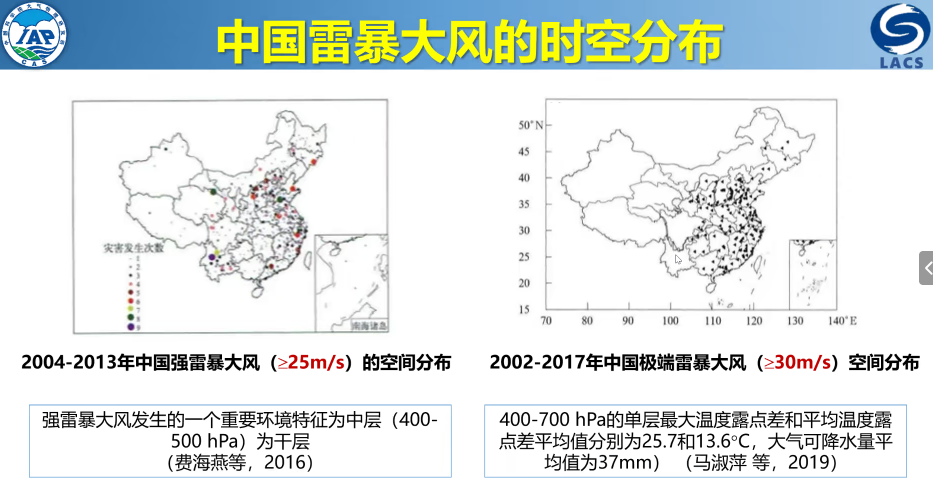 中国雷暴大风的时空分布
IAP
CAS
LACS
灾害发生次数
1
2
3
4
5
6
7
8
9
南海诸岛
50°N
45
40
35
30
25
20
15
70
80
90
100
110
120
130
140°E
2004-2013年中国强雷暴大风（≥25m/s）的空间分布
2002-2017年中国极端雷暴大风（≥30m/s）空间分布
强雷暴大风发生的一个重要环境特征为中层（400-
500 hPa）为干层
（费海燕等，2016）
400-700 hPa的单层最大温度露点差和平均温度露
点差平均值分别为25.7和13.6°C，大气可降水量平
均值为37mm）（马淑萍 等，2019）